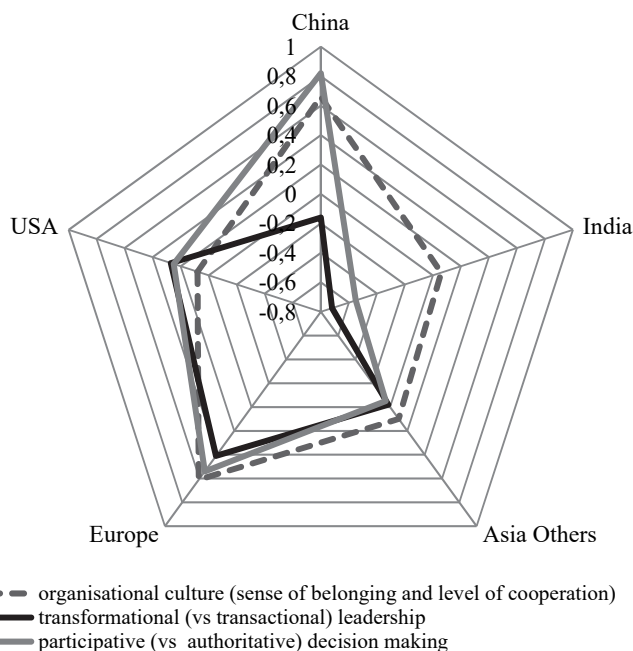 China
1
0,8
0,6
0,4
0,2
0
-0,2
-0,4
-0,6
-0,8
USA
India
Europe
Asia Others
organisational culture (sense of belonging and level of cooperation)
transformational (vs transactional) leadership
participative (vs  authoritative) decision making